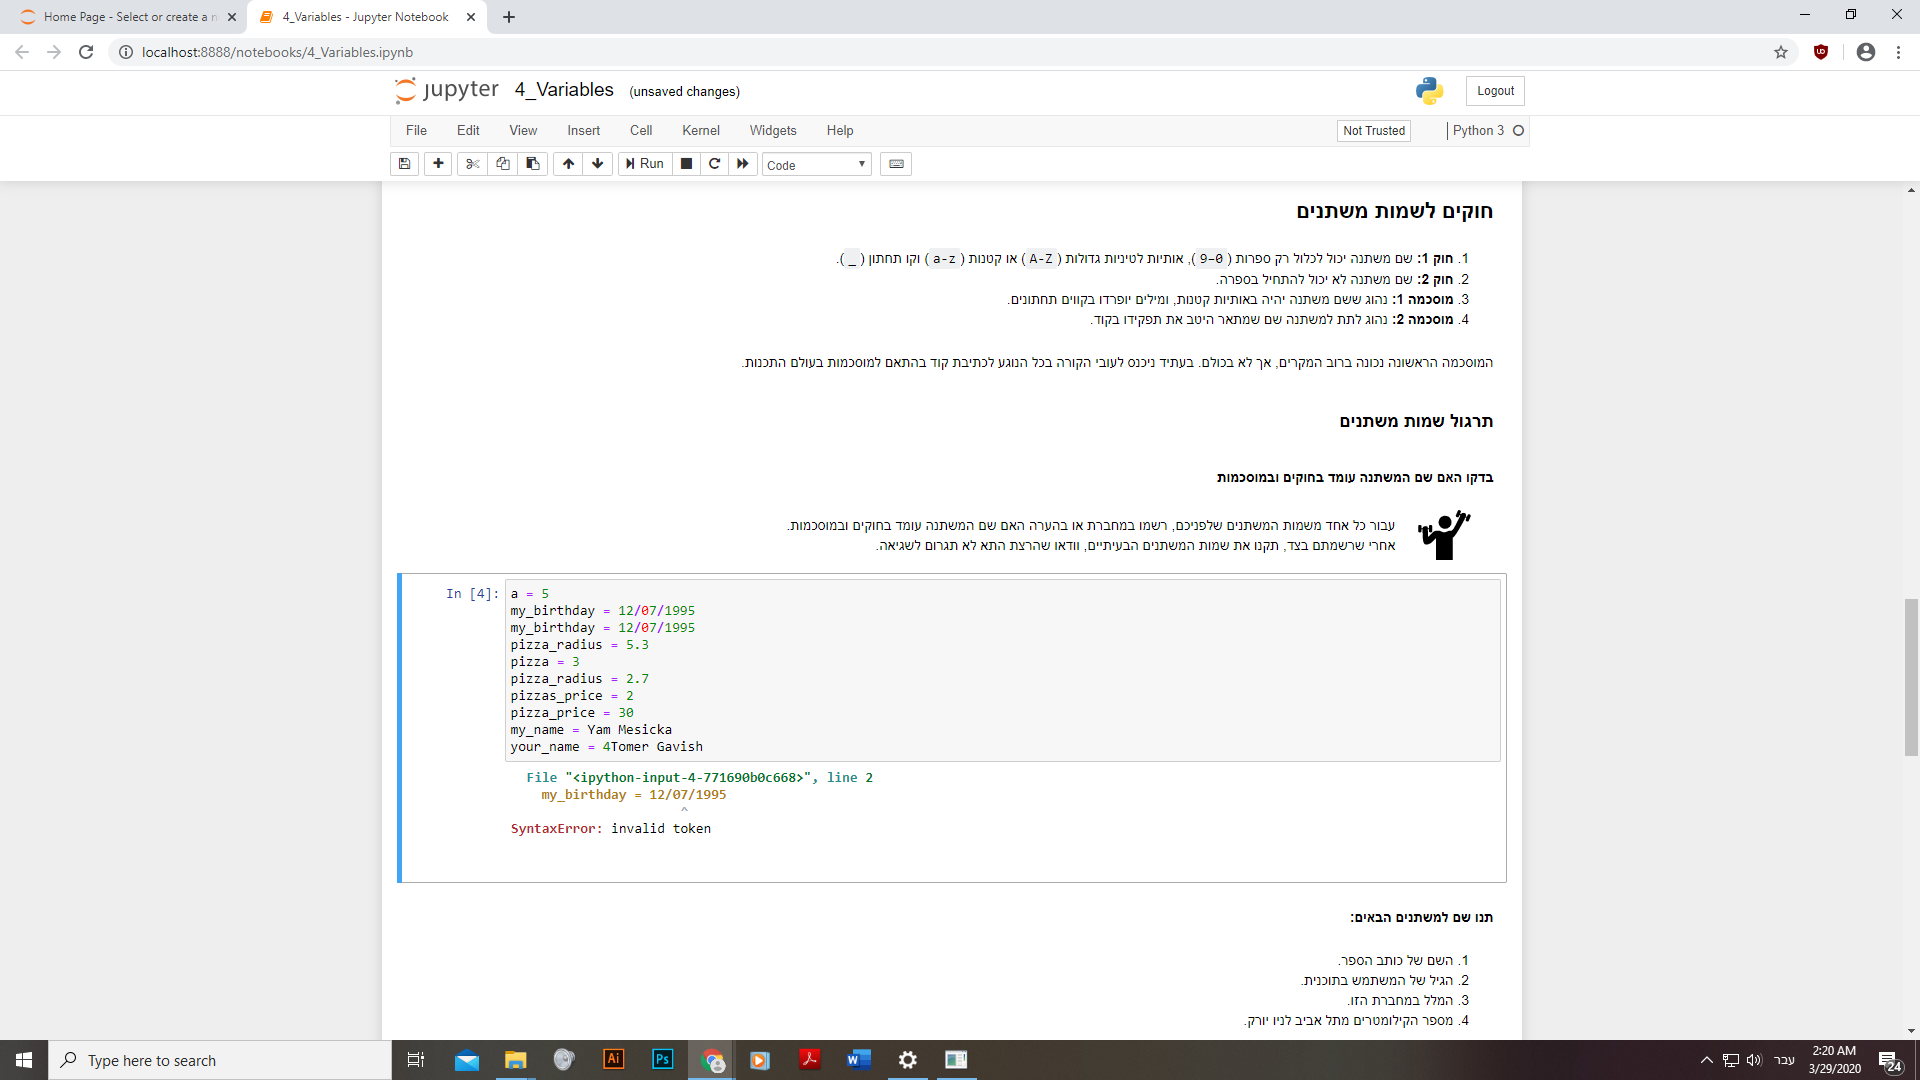 Home Page - Select or create a n
4_Variables - Jupyter Notebook
localhost:8888/notebooks/4_Variables.ipynb
jupyter 4_Variables (unsaved changes)
Logout
File Edit View Insert Cell Kernel Widgets Help
Not Trusted
Python 3
Run
Code
חוקים לשמות משתנים
1. חוק 1: שם משתנה יכול לכלול רק ספרות (0-9), אותיות לטיניות גדולות (A-Z) או קטנות (a-z) וקו תחתון (_).
2. חוק 2: שם משתנה לא יכול להתחיל בספרה.
3. מוסכמה 1: נהוג ששם משתנה יהיה באותיות קטנות, ומילים יופרדו בקווים תחתונים.
4. מוסכמה 2: נהוג לתת למשתנה שם שמתאר היטב את תפקידו בקוד.
המוסכמה הראשונה נכונה ברוב המקרים, אך לא בכולם. בעתיד ניכנס לעובי הקורה בכל הנוגע לכתיבת קוד בהתאם למוסכמות בעולם התכנות.
תרגול שמות משתנים
בדקו האם שם המשתנה עומד בחוקים ובמוסכמות
עבור כל אחד משמות המשתנים שלפניכם, רשמו במחברת או בהערה האם שם המשתנה עומד בחוקים ובמוסכמות.
אחרי שרשמתם בצד, תקנו את שמות המשתנים הבעיתיים, וודאו שהרצת התא לא תגרום לשגיאה.
In [4]:
a = 5
my_birthday = 12/07/1995
my_birthday = 12/07/1995
pizza_radius = 5.3
pizza = 3
pizza_radius = 2.7
pizzas_price = 2
pizza_price = 30
my_name = Yam Mesicka
your_name = 4Tomer Gavish
File "<ipython-input-4-771690b0c668>", line 2
my_birthday = 12/07/1995
^
SyntaxError: invalid token
תנו שם למשתנים הבאים:
1. השם של כותב הספר.
2. הגיל של המשתמש בתוכנית.
3. המלל במחברת הזו.
4. מספר הקילומטרים מתל אביב לניו יורק.
Type here to search
Ai
Ps
עבר
2:20 AM
3/29/2020
24